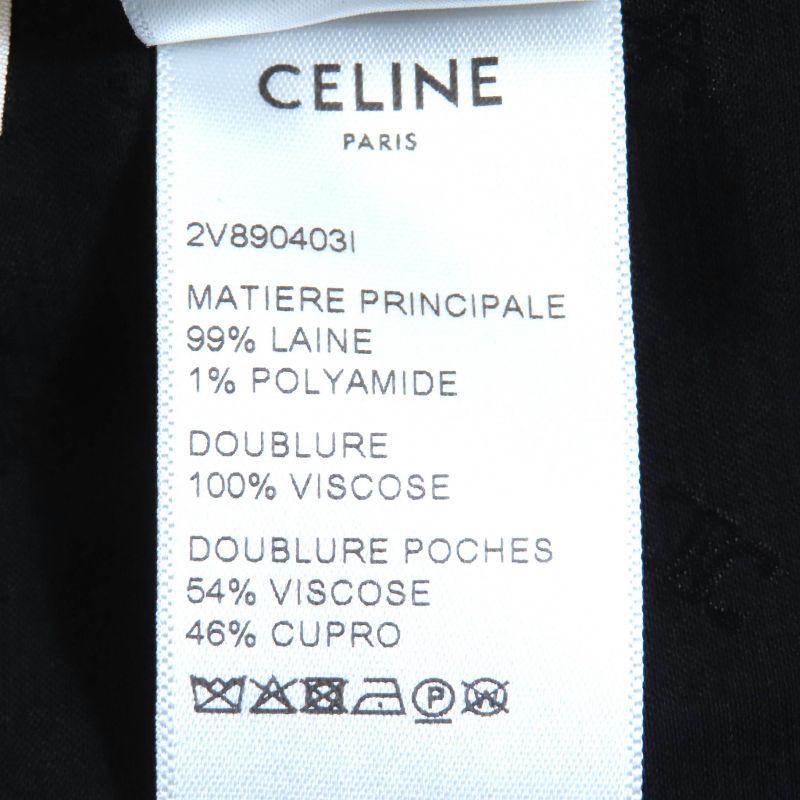 CELINE
PARIS
2V890403I
MATIERE PRINCIPALE
99% LAINE
1% POLYAMIDE
DOUBLURE
100% VISCOSE
DOUBLURE POCHES
54% VISCOSE
46% CUPRO
P W